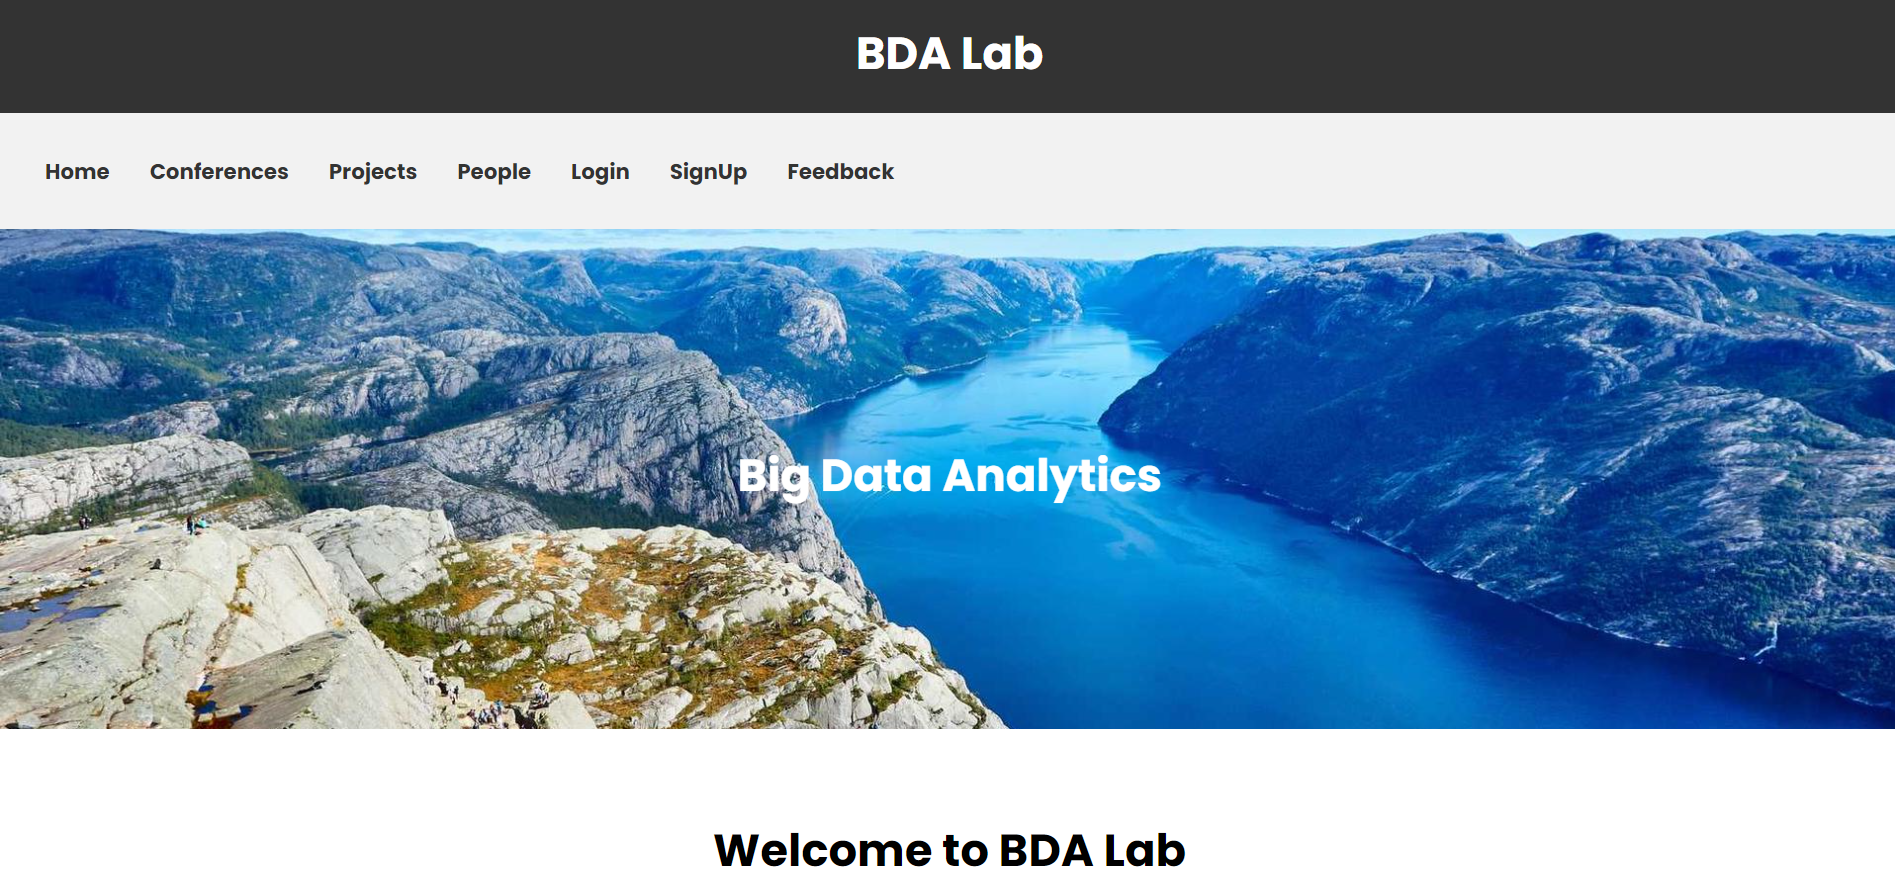 BDA Lab
Home Conferences Projects People Login SignUp Feedback
Big Data Analytics
Welcome to BDA Lab